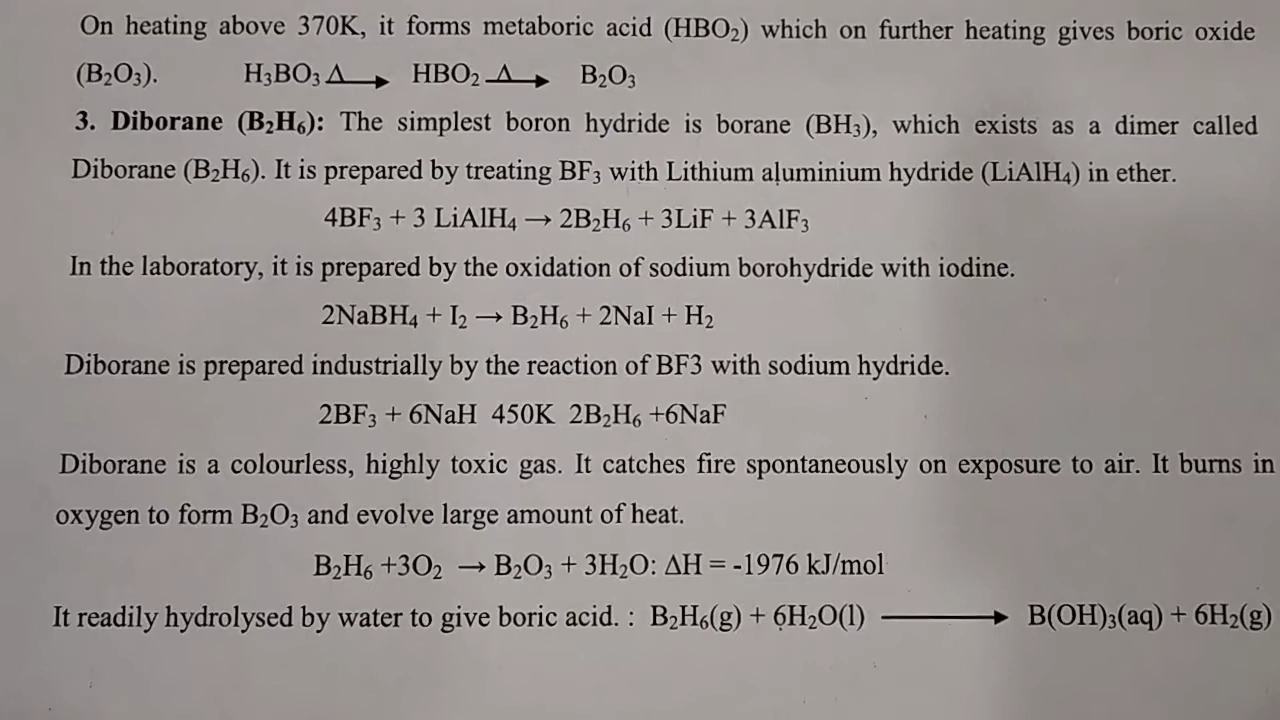 On heating above 370K, it forms metaboric acid (HBO₂) which on further heating gives boric oxide
(B₂O₃). H₃BO₃ Δ→ HBO₂ Δ→ B₂O₃
3. Diborane (B₂H₆): The simplest boron hydride is borane (BH₃), which exists as a dimer called
Diborane (B₂H₆). It is prepared by treating BF₃ with Lithium aluminium hydride (LiAlH₄) in ether.
4BF₃ + 3 LiAlH₄ → 2B₂H₆ + 3LiF + 3AlF₃
In the laboratory, it is prepared by the oxidation of sodium borohydride with iodine.
2NaBH₄ + I₂ → B₂H₆ + 2NaI + H₂
Diborane is prepared industrially by the reaction of BF3 with sodium hydride.
2BF₃ + 6NaH 450K 2B₂H₆ +6NaF
Diborane is a colourless, highly toxic gas. It catches fire spontaneously on exposure to air. It burns in
oxygen to form B₂O₃ and evolve large amount of heat.
B₂H₆ +3O₂ → B₂O₃ + 3H₂O: ΔH = -1976 kJ/mol
It readily hydrolysed by water to give boric acid. : B₂H₆(g) + 6H₂O(l) → B(OH)₃(aq) + 6H₂(g)